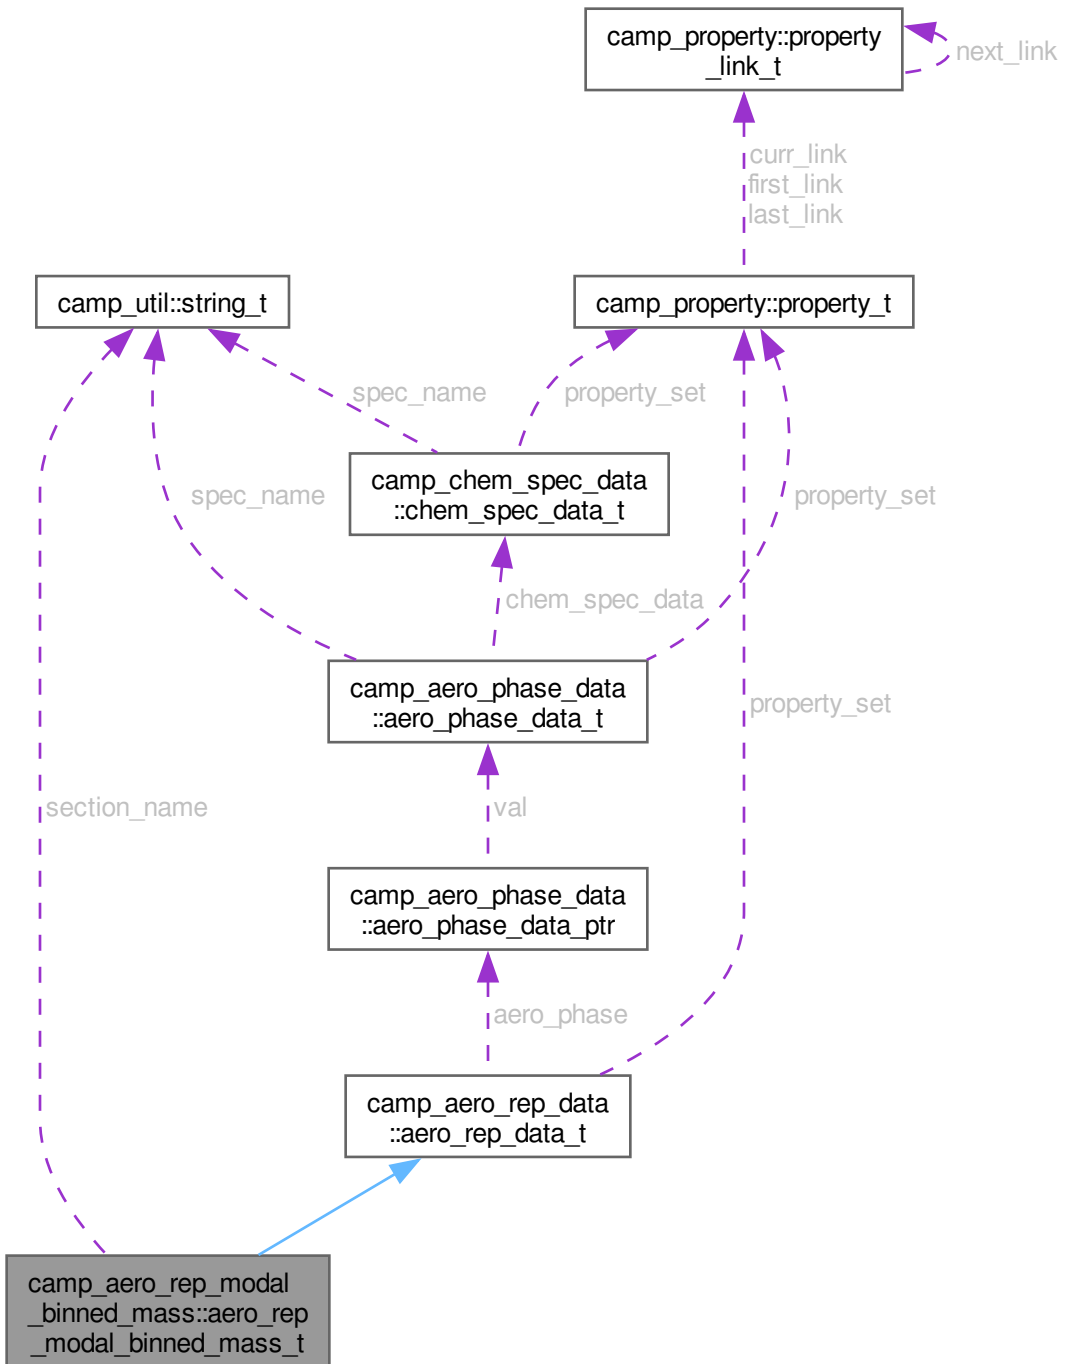 camp_property::property
_link_t
next_link
curr_link
first_link
last_link
camp_util::string_t
camp_property::property_t
spec_name
property_set
camp_chem_spec_data
::chem_spec_data_t
spec_name
property_set
chem_spec_data
camp_aero_phase_data
::aero_phase_data_t
property_set
section_name
val
camp_aero_phase_data
::aero_phase_data_ptr
aero_phase
camp_aero_rep_data
::aero_rep_data_t
camp_aero_rep_modal
_binned_mass::aero_rep
_modal_binned_mass_t